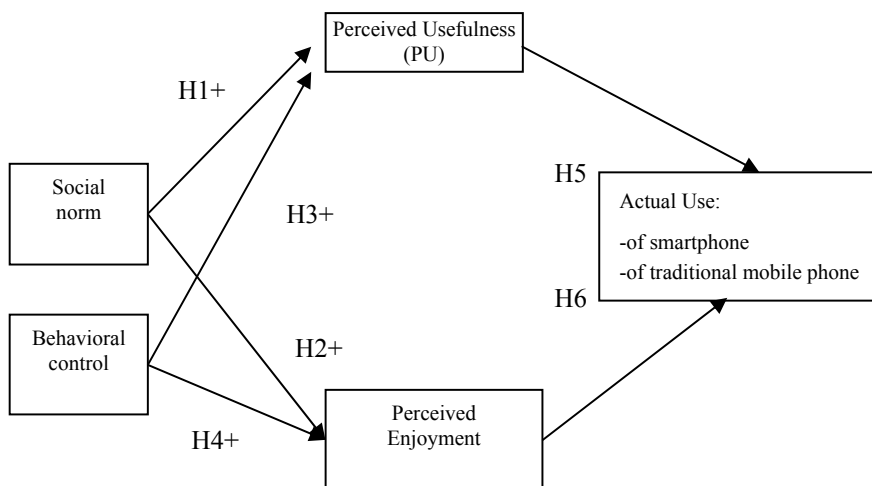 Perceived Usefulness
(PU)
H1+
Social
norm
H3+
H5
Actual Use:
-of smartphone
-of traditional mobile phone
H6
Behavioral
control
H2+
H4+
Perceived
Enjoyment